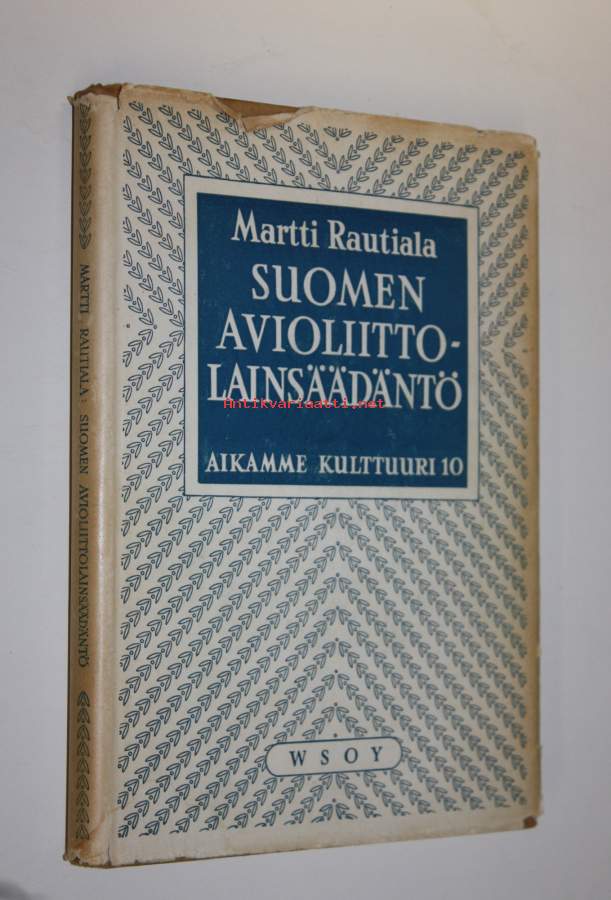 Martti Rautiala
SUOMEN
AVIOLIITTO-
LAINSÄÄDÄNTÖ
Antikvariaatti.net
AIKAMME KULTTUURI 10
WSOY
MARTTI RAUTIALA: SUOMEN AVIOLIITTOLAINSÄÄDÄNTÖ